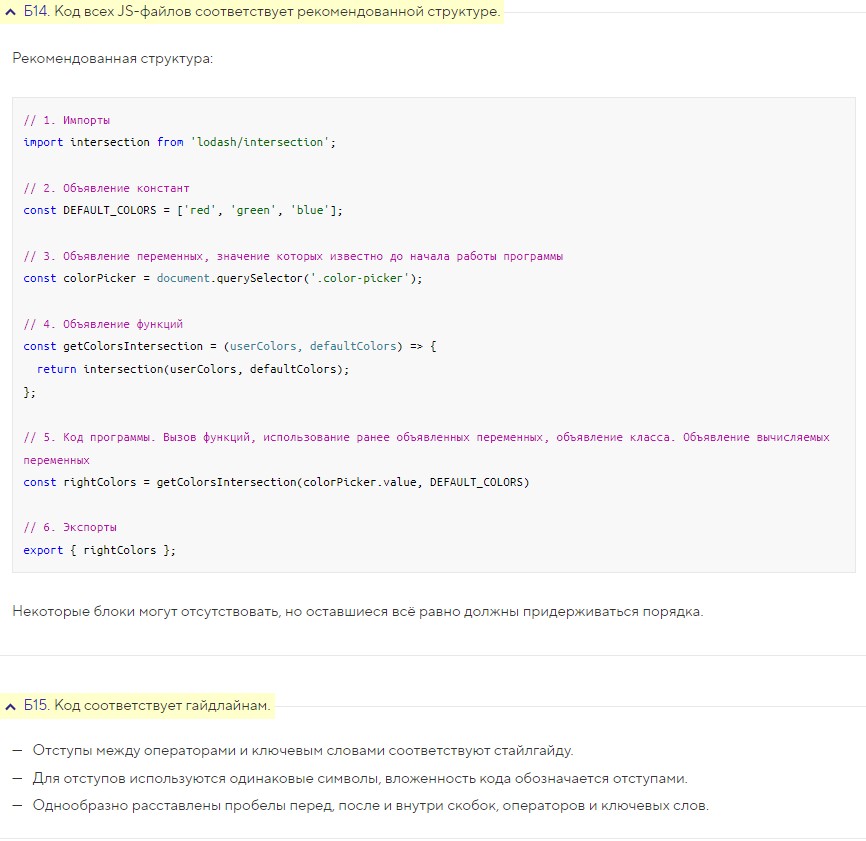 Б14. Код всех JS-файлов соответствует рекомендованной структуре.
Рекомендованная структура:
// 1. Импорты
import intersection from 'lodash/intersection';
// 2. Объявление констант
const DEFAULT_COLORS = ['red', 'green', 'blue'];
// 3. Объявление переменных, значение которых известно до начала работы программы
const colorPicker = document.querySelector('.color-picker');
// 4. Объявление функций
const getColorsIntersection = (userColors, defaultColors) => {
  return intersection(userColors, defaultColors);
};
// 5. Код программы. Вызов функций, использование ранее объявленных переменных, объявление класса. Объявление вычисляемых
переменных
const rightColors = getColorsIntersection(colorPicker.value, DEFAULT_COLORS)
// 6. Экспорты
export { rightColors };
Некоторые блоки могут отсутствовать, но оставшиеся всё равно должны придерживаться порядка.
Б15. Код соответствует гайдлайнам.
— Отступы между операторами и ключевым словами соответствуют стайлгайду.
— Для отступов используются одинаковые символы, вложенность кода обозначается отступами.
— Однообразно расставлены пробелы перед, после и внутри скобок, операторов и ключевых слов.